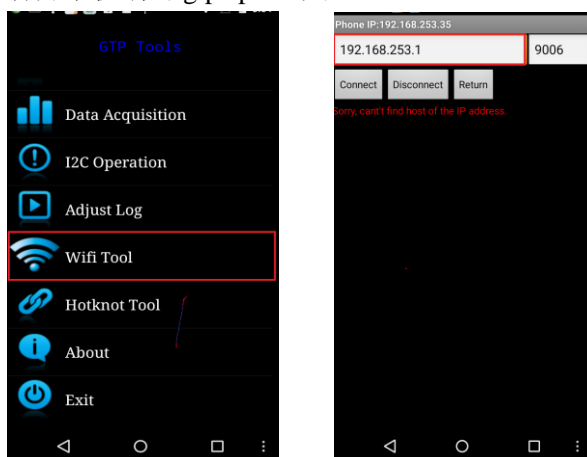 GTP Tools
Data Acquisition
I2C Operation
Adjust Log
Wifi Tool
Hotknot Tool
About
Exit
Phone IP:192.168.253.35
192.168.253.1
9006
Connect
Disconnect
Return
Sorry, cant't find host of the IP address.